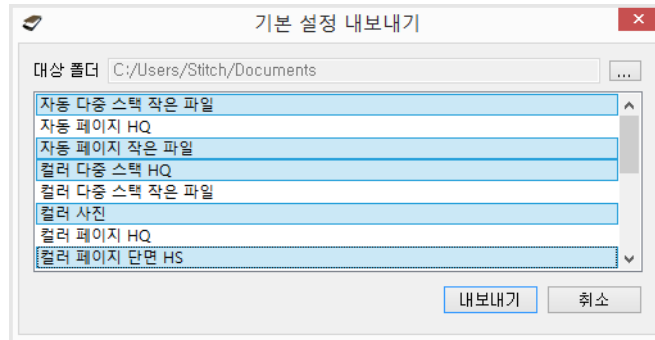 기본 설정 내보내기
대상 폴더 C:/Users/Stitch/Documents ...
자동 다중 스택 작은 파일
자동 페이지 HQ
자동 페이지 작은 파일
컬러 다중 스택 HQ
컬러 다중 스택 작은 파일
컬러 사진
컬러 페이지 HQ
컬러 페이지 단면 HS
내보내기 취소